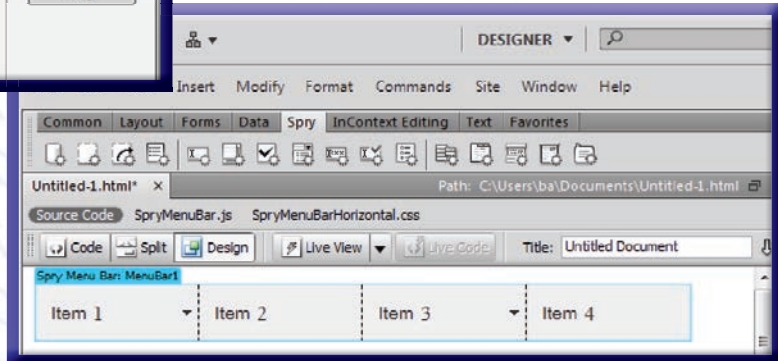 DESIGNER
Insert Modify Format Commands Site Window Help
Common Layout Forms Data Spry InContext Editing Text Favorites
Untitled-1.html* × Path: C:\Users\ba\Documents\Untitled-1.html
Source Code SpryMenuBar.js SpryMenuBarHorizontal.css
Code Split Design Live View Live Code Title: Untitled Document
Spry Menu Bar: MenuBar1
Item 1 Item 2 Item 3 Item 4